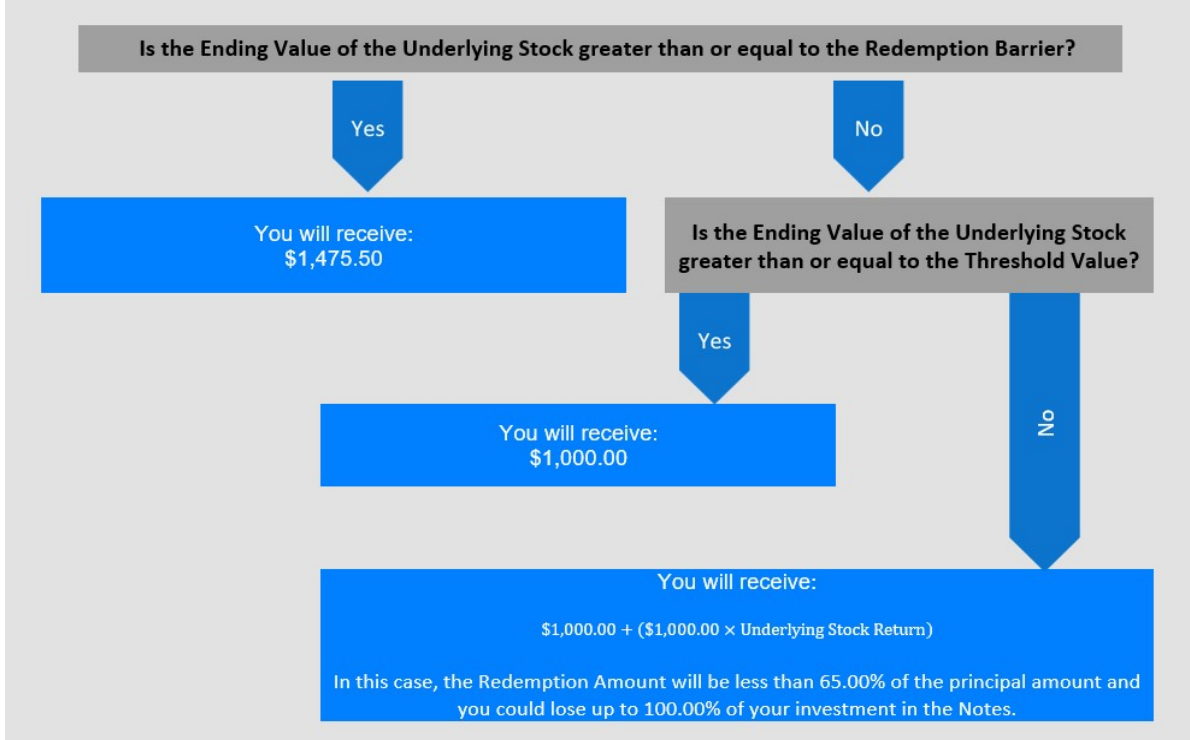 Is the Ending Value of the Underlying Stock greater than or equal to the Redemption Barrier?
Yes
No
You will receive:
$1,475.50
Is the Ending Value of the Underlying Stock
greater than or equal to the Threshold Value?
Yes
No
You will receive:
$1,000.00
You will receive:
$1,000.00 + ($1,000.00 × Underlying Stock Return)
In this case, the Redemption Amount will be less than 65.00% of the principal amount and
you could lose up to 100.00% of your investment in the Notes.